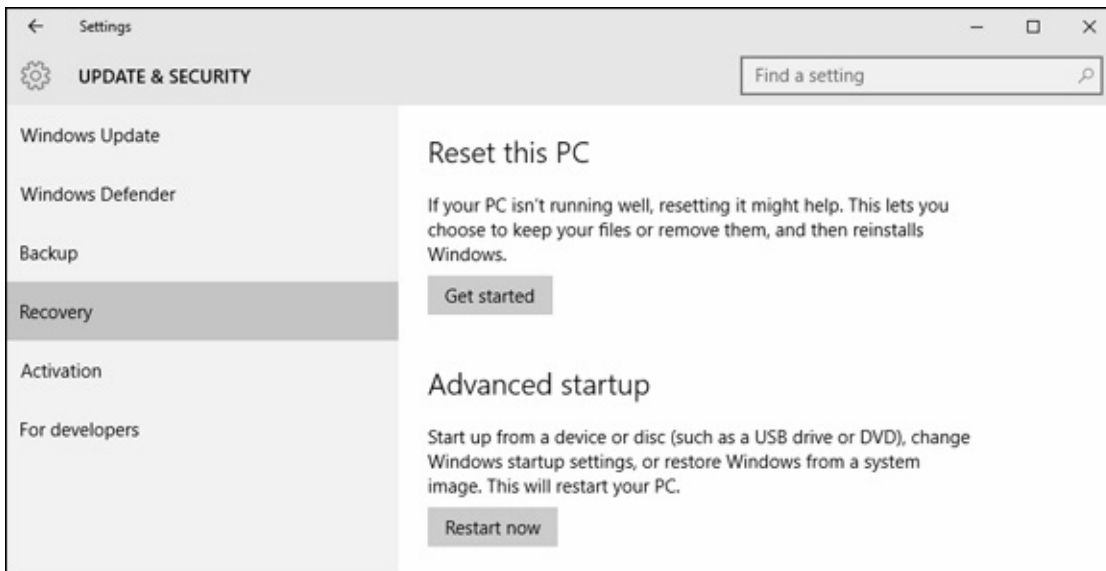 Settings
UPDATE & SECURITY
Find a setting
Windows Update
Windows Defender
Backup
Recovery
Activation
For developers
Reset this PC
If your PC isn't running well, resetting it might help. This lets you
choose to keep your files or remove them, and then reinstalls
Windows.
Get started
Advanced startup
Start up from a device or disc (such as a USB drive or DVD), change
Windows startup settings, or restore Windows from a system
image. This will restart your PC.
Restart now